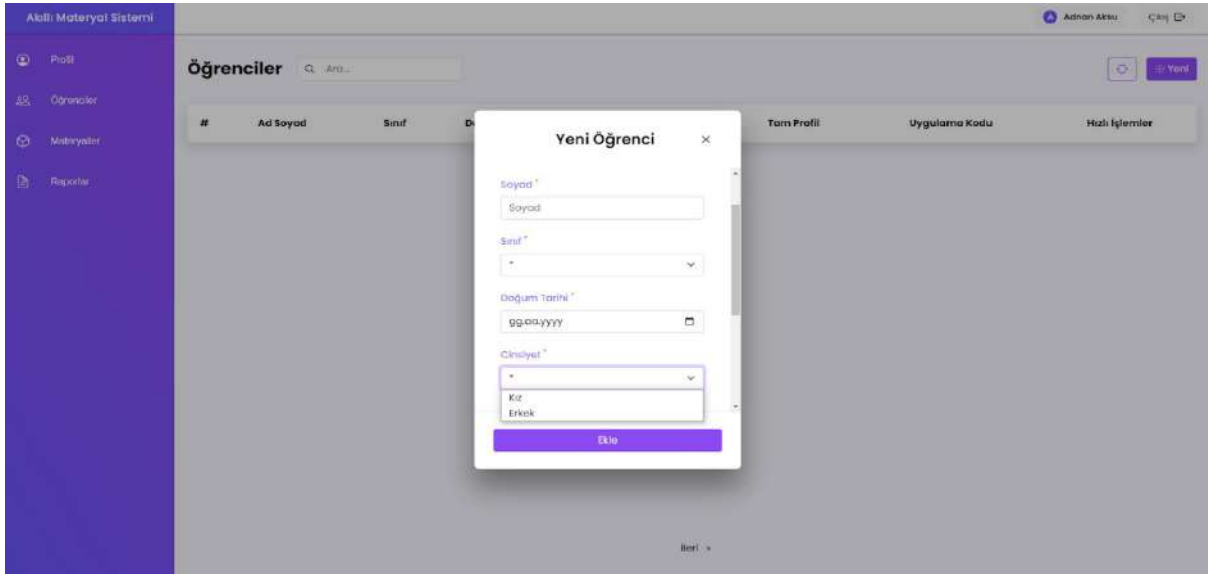 Akıllı Materyal Sistemi
Adnan Aksu
Çıkış
Profil
Öğrenciler
Materyaller
Raporlar
Öğrenciler
Ara...
Yeni
# Ad Soyad Sınıf Tam Profil Uygulama Kodu Hızlı İşlemler
Yeni Öğrenci ×
Soyad *
Soyad
Sınıf *
*
Doğum Tarihi *
gg.aa.yyyy
Cinsiyet *
*
Kız
Erkek
Ekle
İleri »